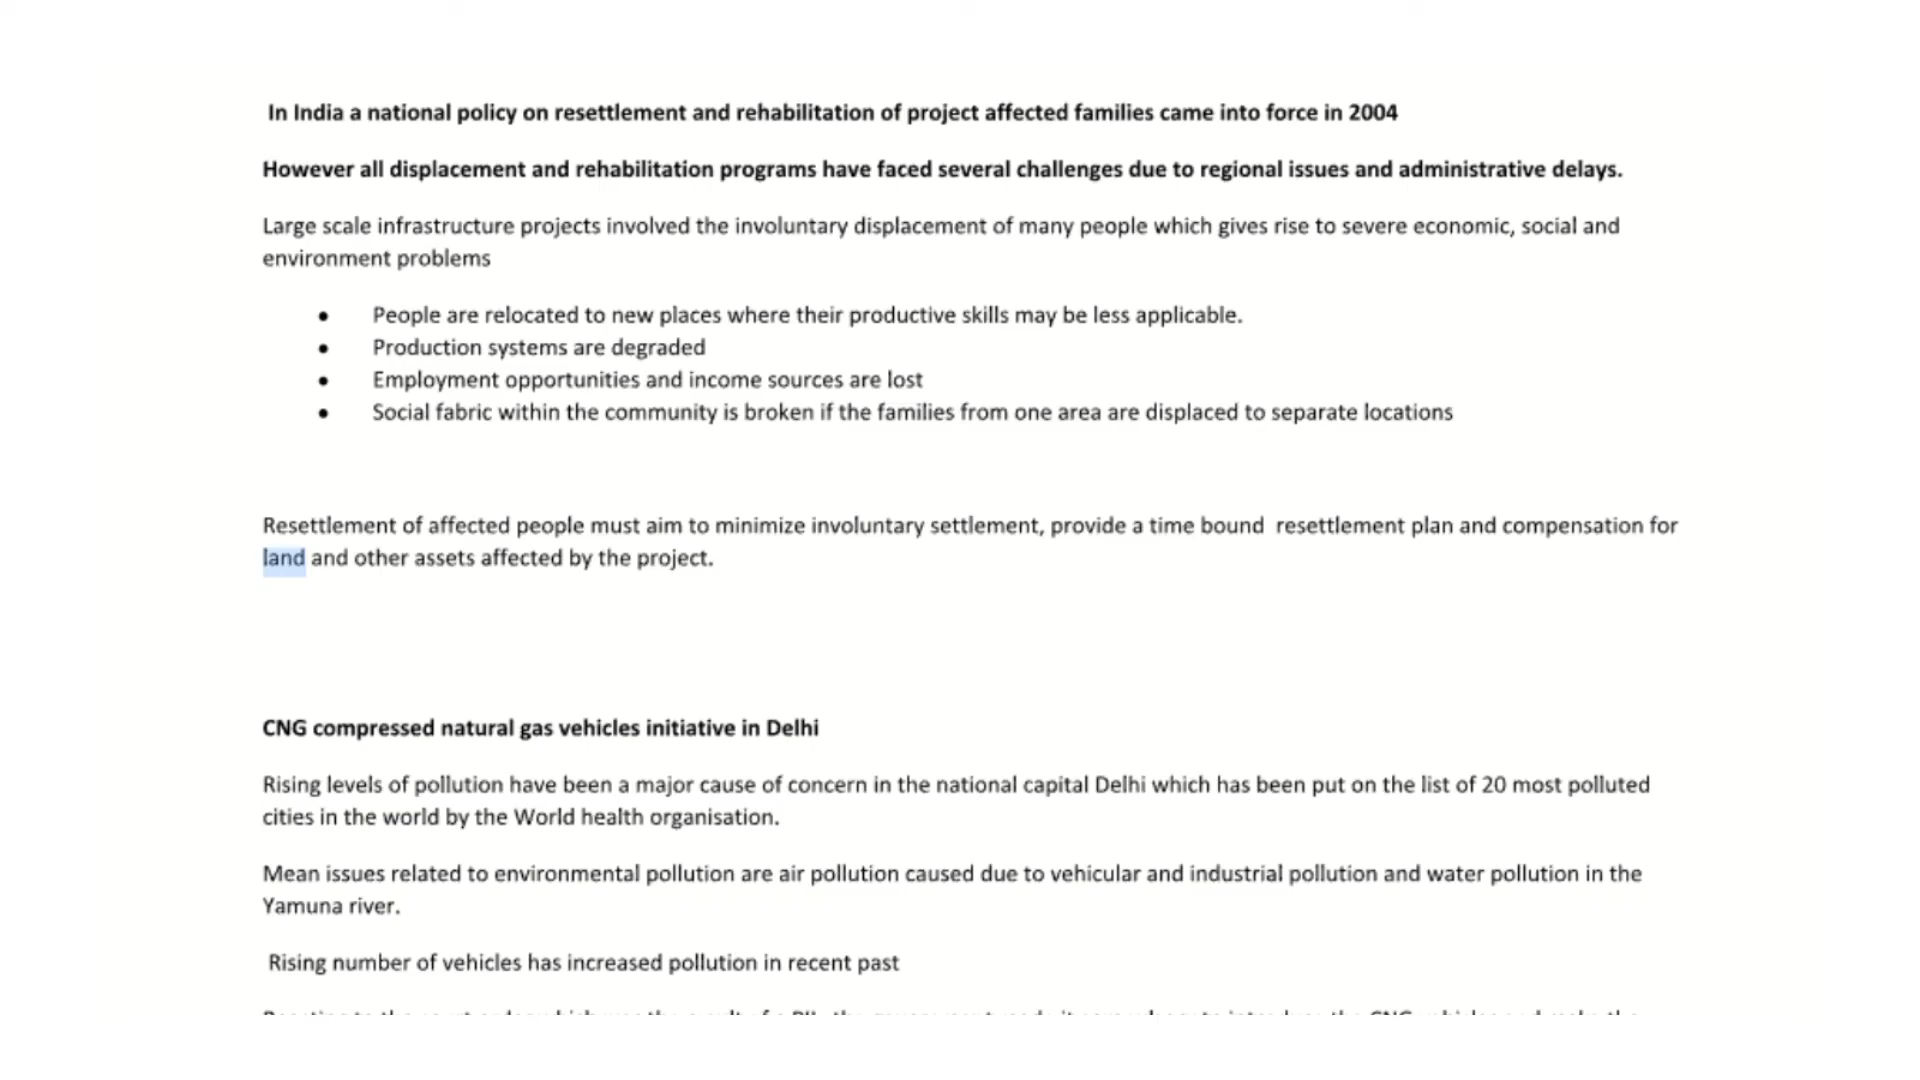 In India a national policy on resettlement and rehabilitation of project affected families came into force in 2004
However all displacement and rehabilitation programs have faced several challenges due to regional issues and administrative delays.
Large scale infrastructure projects involved the involuntary displacement of many people which gives rise to severe economic, social and
environment problems
• People are relocated to new places where their productive skills may be less applicable.
• Production systems are degraded
• Employment opportunities and income sources are lost
• Social fabric within the community is broken if the families from one area are displaced to separate locations
Resettlement of affected people must aim to minimize involuntary settlement, provide a time bound  resettlement plan and compensation for
land and other assets affected by the project.
CNG compressed natural gas vehicles initiative in Delhi
Rising levels of pollution have been a major cause of concern in the national capital Delhi which has been put on the list of 20 most polluted
cities in the world by the World health organisation.
Mean issues related to environmental pollution are air pollution caused due to vehicular and industrial pollution and water pollution in the
Yamuna river.
Rising number of vehicles has increased pollution in recent past